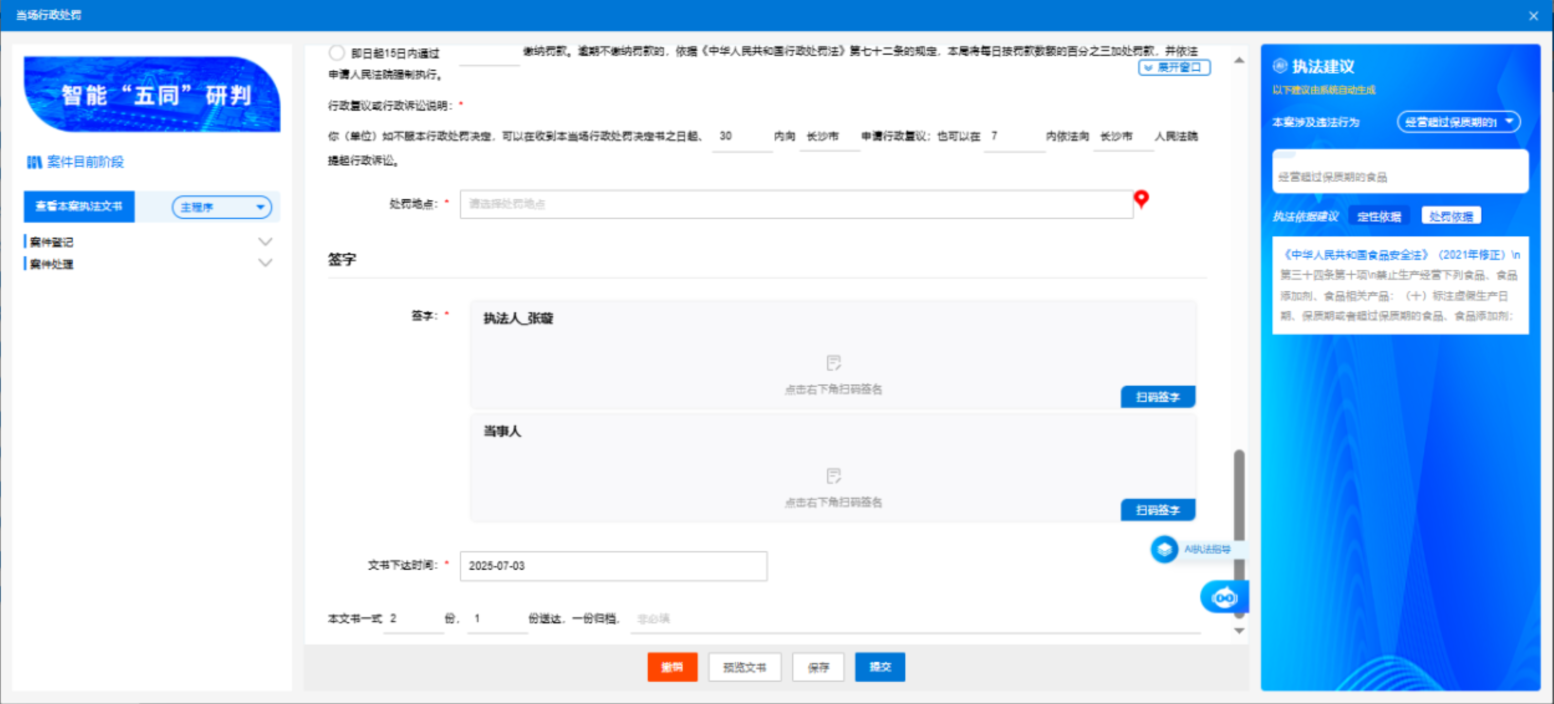 当场行政处罚
智能“五同”研判
案件目前阶段
查看本案执法文书
主程序
案件登记
案件处理
即日起15日内通过 缴纳罚款。逾期不缴纳罚款的，依据《中华人民共和国行政处罚法》第七十二条的规定，本局将每日按罚款数额的百分之三加处罚款，并依法
申请人民法院强制执行。
展开窗口
行政复议或行政诉讼说明： *
你（单位）如不服本行政处罚决定，可以在收到本当场行政处罚决定书之日起、 30 内向 长沙市 申请行政复议；也可以在 7 内依法向 长沙市 人民法院
提起行政诉讼。
处罚地点： * 请选择处罚地点
签字
签字： *
执法人_张璇
点击右下角扫码签名
扫码签字
当事人
点击右下角扫码签名
扫码签字
AI执法指导
文书下达时间： * 2025-07-03
本文书一式 2 份， 1 份送达，一份归档。 非必填
撤销
预览文书
保存
提交
执法建议
以下建议由系统自动生成
本案涉及违法行为
经营超过保质期的
经营超过保质期的食品
执法依据建议
定性依据
处罚依据
《中华人民共和国食品安全法》（2021年修正）\n
第三十四条第十项\n禁止生产经营下列食品、食品
添加剂、食品相关产品：（十）标注虚假生产日
期、保质期或者超过保质期的食品、食品添加剂；